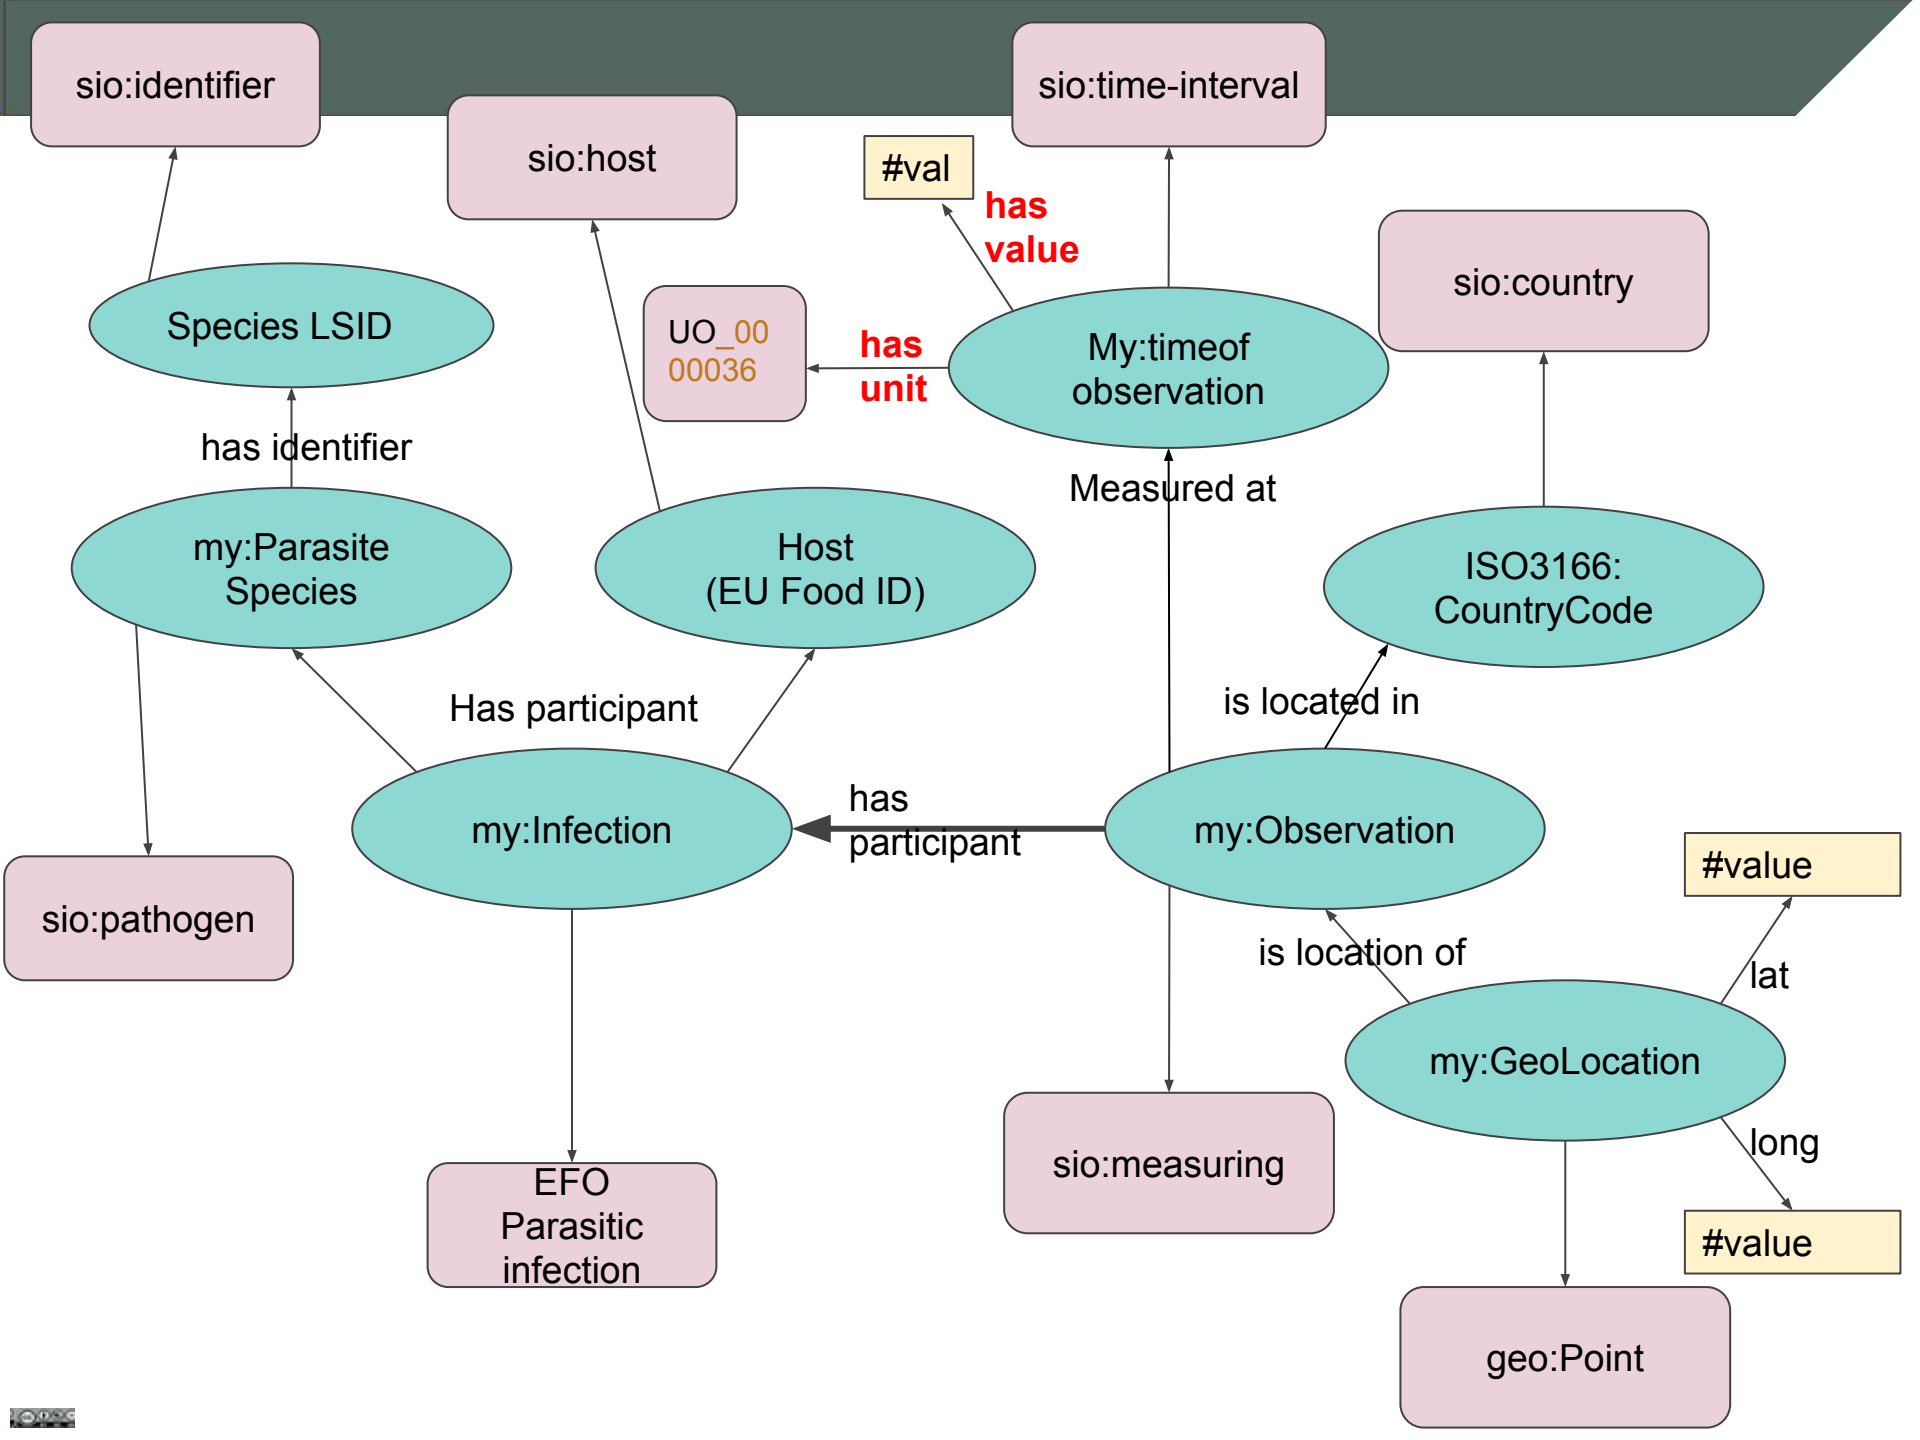 sio:identifier
sio:time-interval
sio:host
#val
has
value
sio:country
Species LSID
UO_00
00036
has
unit
My:timeof
observation
has identifier
Measured at
my:Parasite
Species
Host
(EU Food ID)
ISO3166:
CountryCode
Has participant
is located in
my:Infection
has
participant
my:Observation
#value
sio:pathogen
is location of
lat
my:GeoLocation
long
sio:measuring
EFO
Parasitic
infection
#value
geo:Point